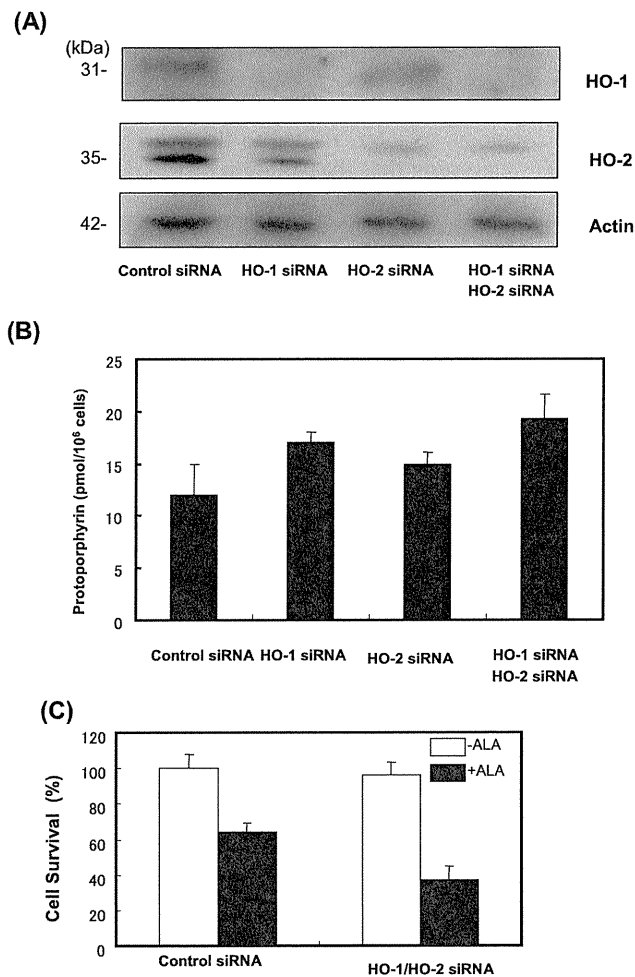 (A)
(kDa)
31-
HO-1
35-
HO-2
42-
Actin
Control siRNA HO-1 siRNA HO-2 siRNA HO-1 siRNA
HO-2 siRNA
(B)
Protoporphyrin (pmol/10⁶ cells)
25
20
15
10
5
0
Control siRNA HO-1 siRNA HO-2 siRNA HO-1 siRNA
HO-2 siRNA
(C)
Cell Survival (%)
120
100
80
60
40
20
0
-ALA
+ALA
Control siRNA HO-1/HO-2 siRNA